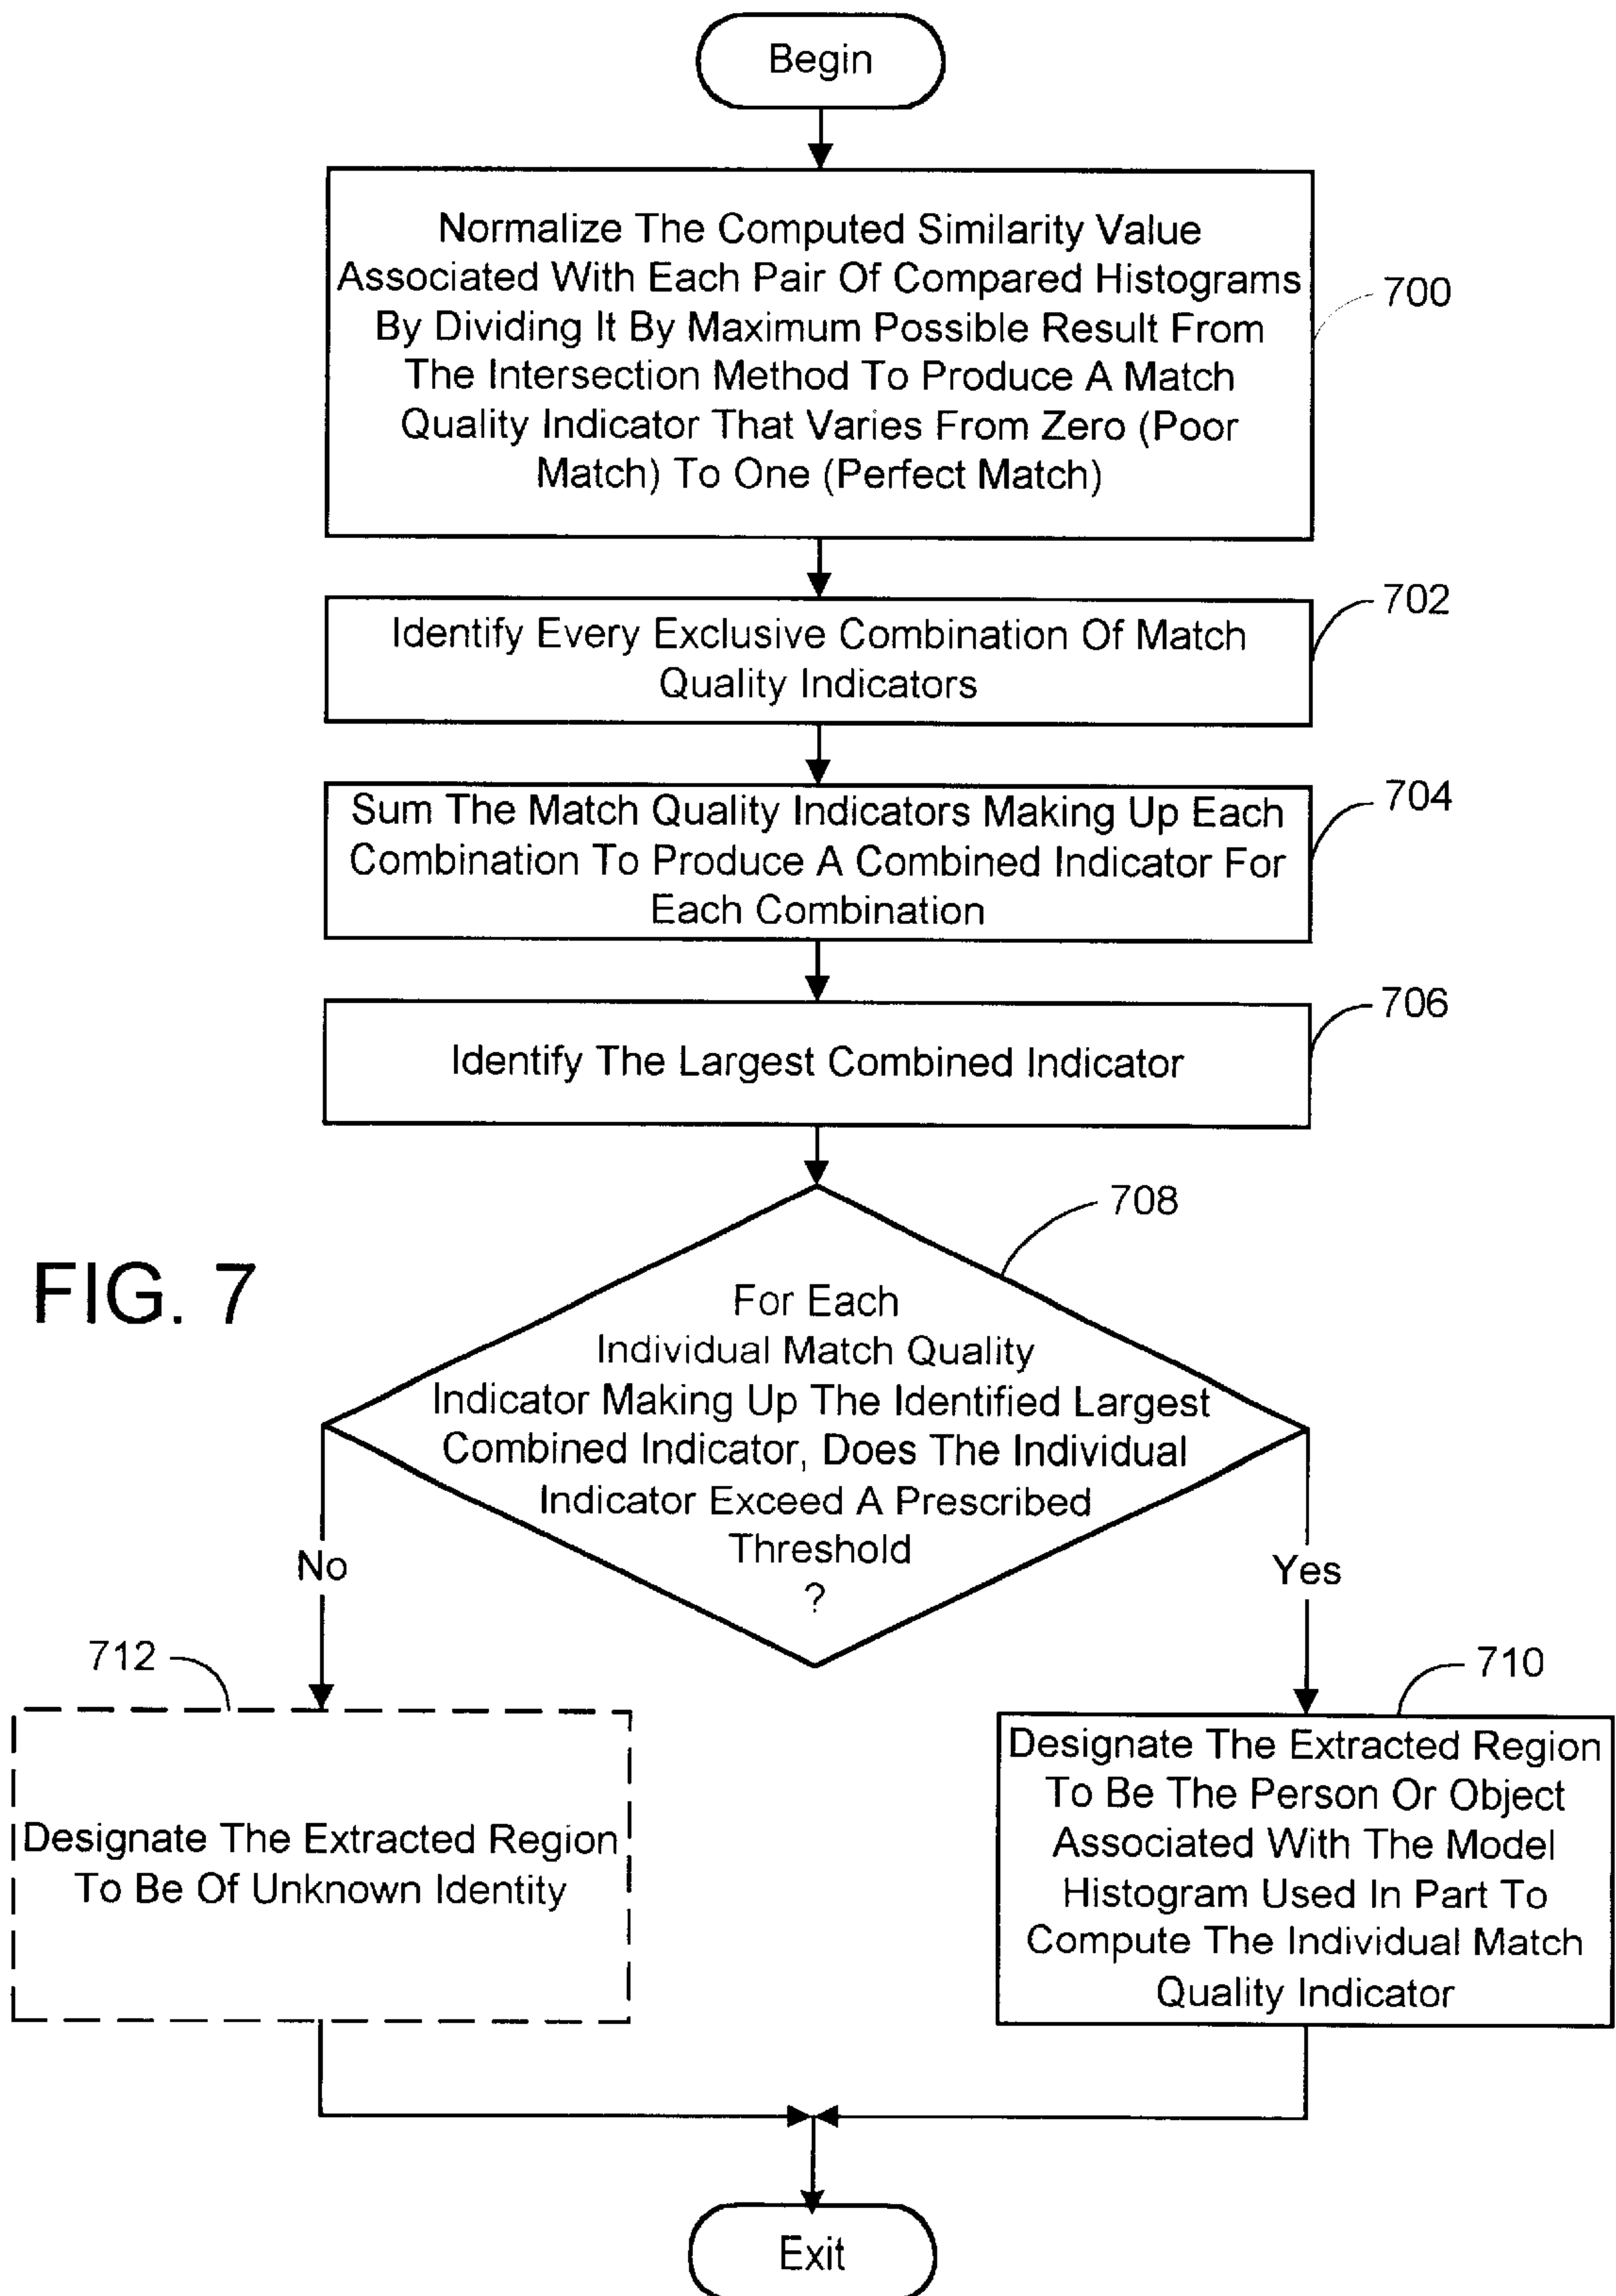 Begin
Normalize The Computed Similarity Value
Associated With Each Pair Of Compared Histograms
By Dividing It By Maximum Possible Result From
The Intersection Method To Produce A Match
Quality Indicator That Varies From Zero (Poor
Match) To One (Perfect Match)
700
Identify Every Exclusive Combination Of Match
Quality Indicators
702
Sum The Match Quality Indicators Making Up Each
Combination To Produce A Combined Indicator For
Each Combination
704
Identify The Largest Combined Indicator
706
708
FIG. 7
For Each
Individual Match Quality
Indicator Making Up The Identified Largest
Combined Indicator, Does The Individual
Indicator Exceed A Prescribed
Threshold
?
No
Yes
712
Designate The Extracted Region
To Be Of Unknown Identity
710
Designate The Extracted Region
To Be The Person Or Object
Associated With The Model
Histogram Used In Part To
Compute The Individual Match
Quality Indicator
Exit